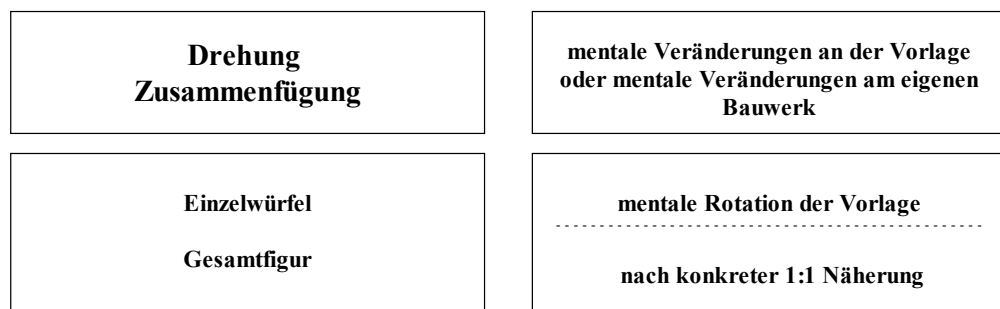 Drehung
Zusammenfügung
mentale Veränderungen an der Vorlage
oder mentale Veränderungen am eigenen
Bauwerk
Einzelwürfel
Gesamtfigur
mentale Rotation der Vorlage
nach konkreter 1:1 Näherung